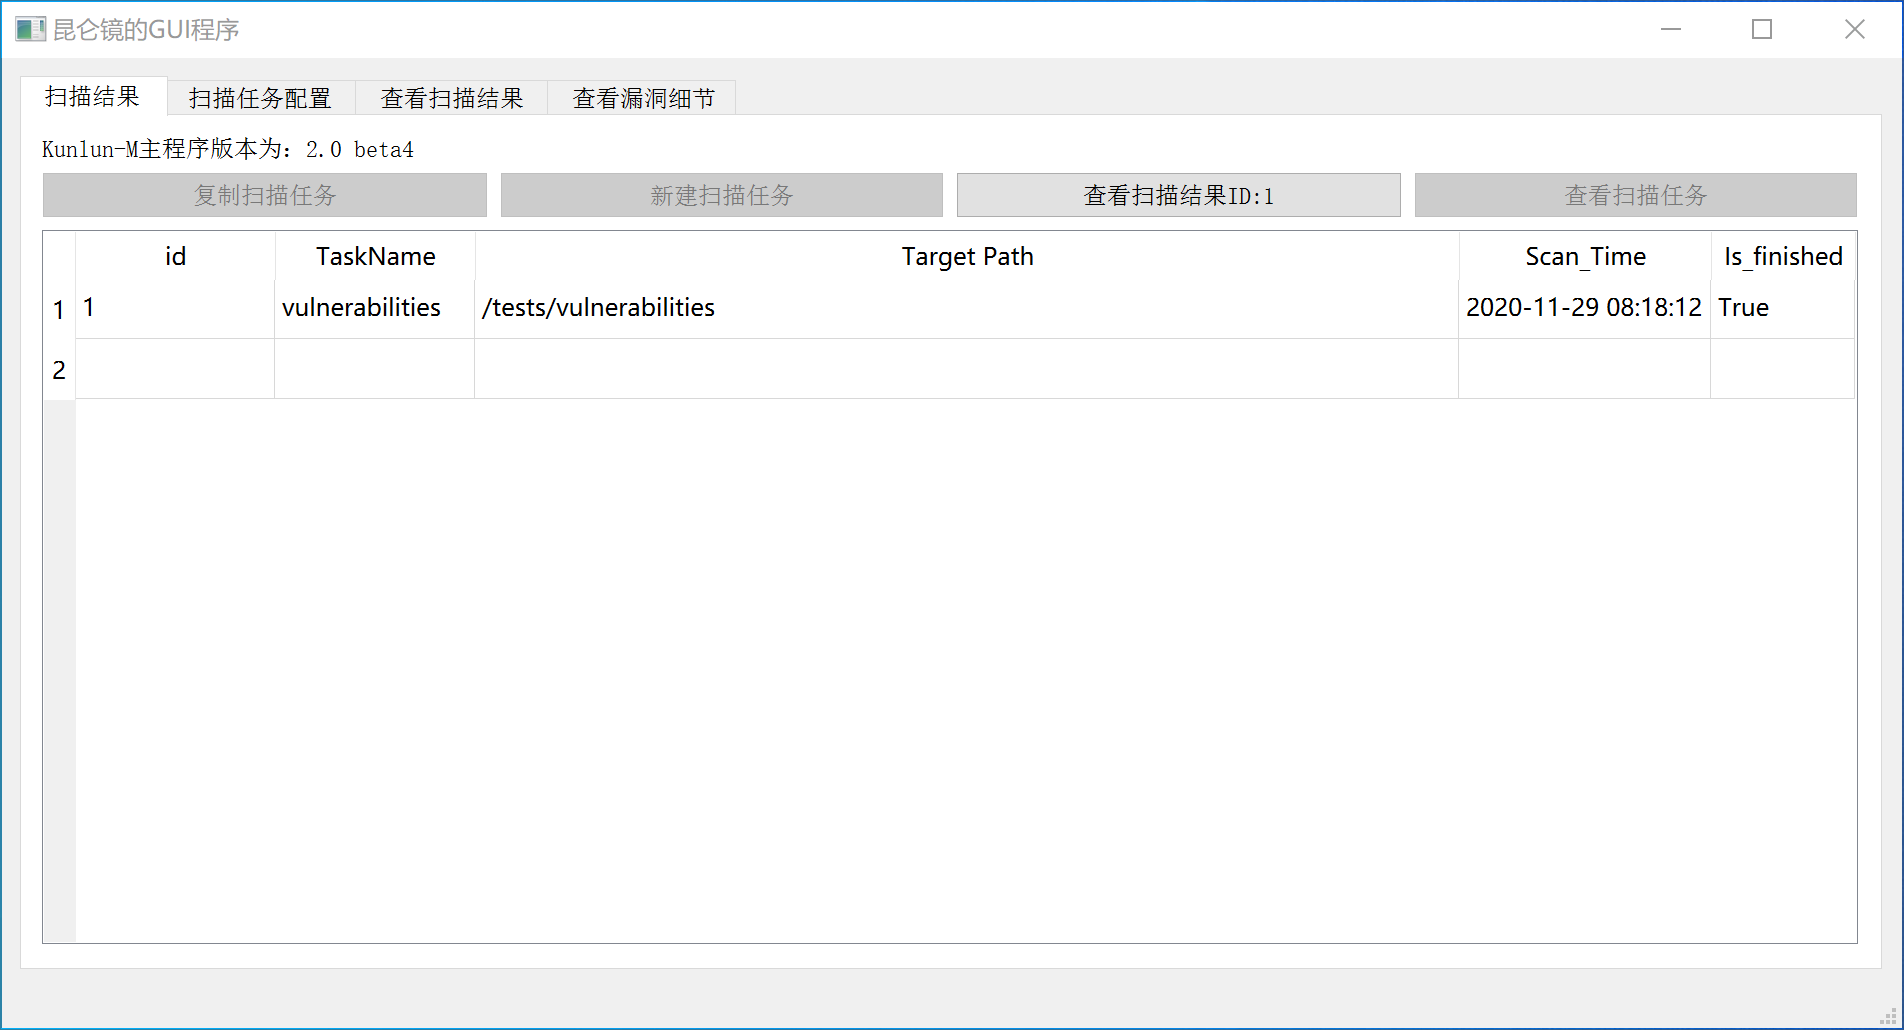 昆仑镜的GUI程序
扫描结果 扫描任务配置 查看扫描结果 查看漏洞细节
Kunlun-M主程序版本为: 2.0 beta4
复制扫描任务 新建扫描任务 查看扫描结果ID:1 查看扫描任务
id TaskName Target Path Scan_Time Is_finished
1 1 vulnerabilities /tests/vulnerabilities 2020-11-29 08:18:12 True
2